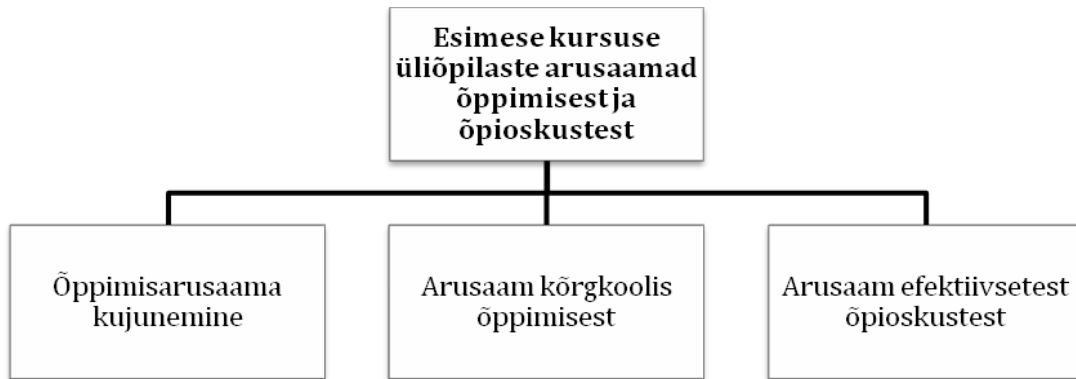 Esimese kursuse
üliõpilaste arusaamad
õppimisest ja
õpioskustest
Õppimisarusaama
kujunemine
Arusaam kõrgkoolis
õppimisest
Arusaam efektiivsetest
õpioskustest